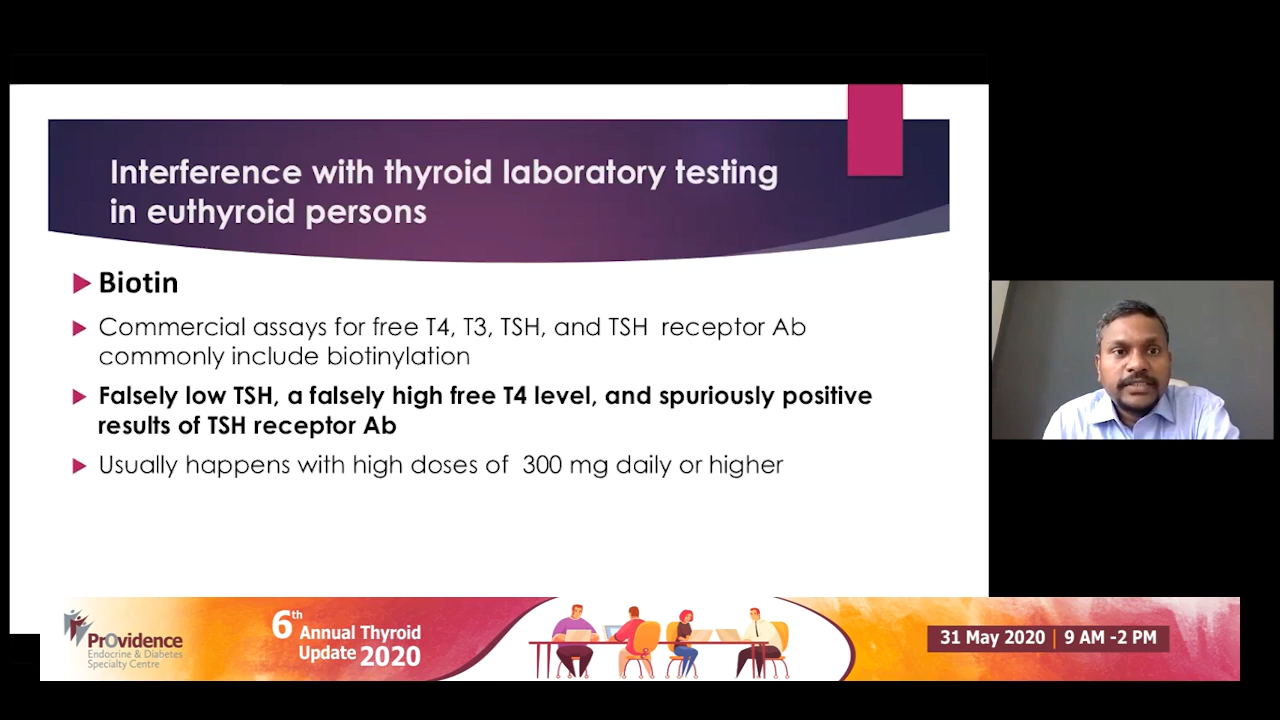 Interference with thyroid laboratory testing
in euthyroid persons
Biotin
Commercial assays for free T4, T3, TSH, and TSH receptor Ab
commonly include biotinylation
Falsely low TSH, a falsely high free T4 level, and spuriously positive
results of TSH receptor Ab
Usually happens with high doses of 300 mg daily or higher
PrOvidence
Endocrine & Diabetes
Specialty Centre
6th
Annual Thyroid
Update 2020
31 May 2020 | 9 AM -2 PM